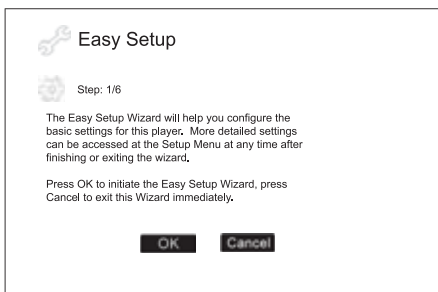 Easy Setup
Step: 1/6
The Easy Setup Wizard will help you configure the
basic settings for this player. More detailed settings
can be accessed at the Setup Menu at any time after
finishing or exiting the wizard.
Press OK to initiate the Easy Setup Wizard, press
Cancel to exit this Wizard immediately.
OK Cancel